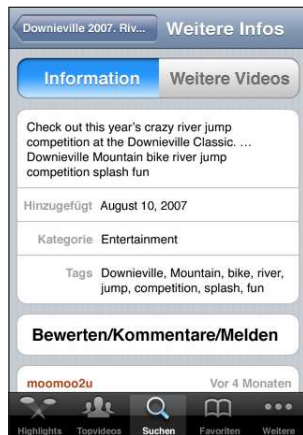 Downieville 2007. Riv...
Weitere Infos
Information
Weitere Videos
Check out this year's crazy river jump
competition at the Downieville Classic. ...
Downieville Mountain bike river jump
competition splash fun
Hinzugefügt August 10, 2007
Kategorie Entertainment
Tags Downieville, Mountain, bike, river,
jump, competition, splash, fun
Bewerten/Kommentare/Melden
moomoo2u Vor 4 Monaten
Highlights Topvideos Suchen Favoriten Weitere